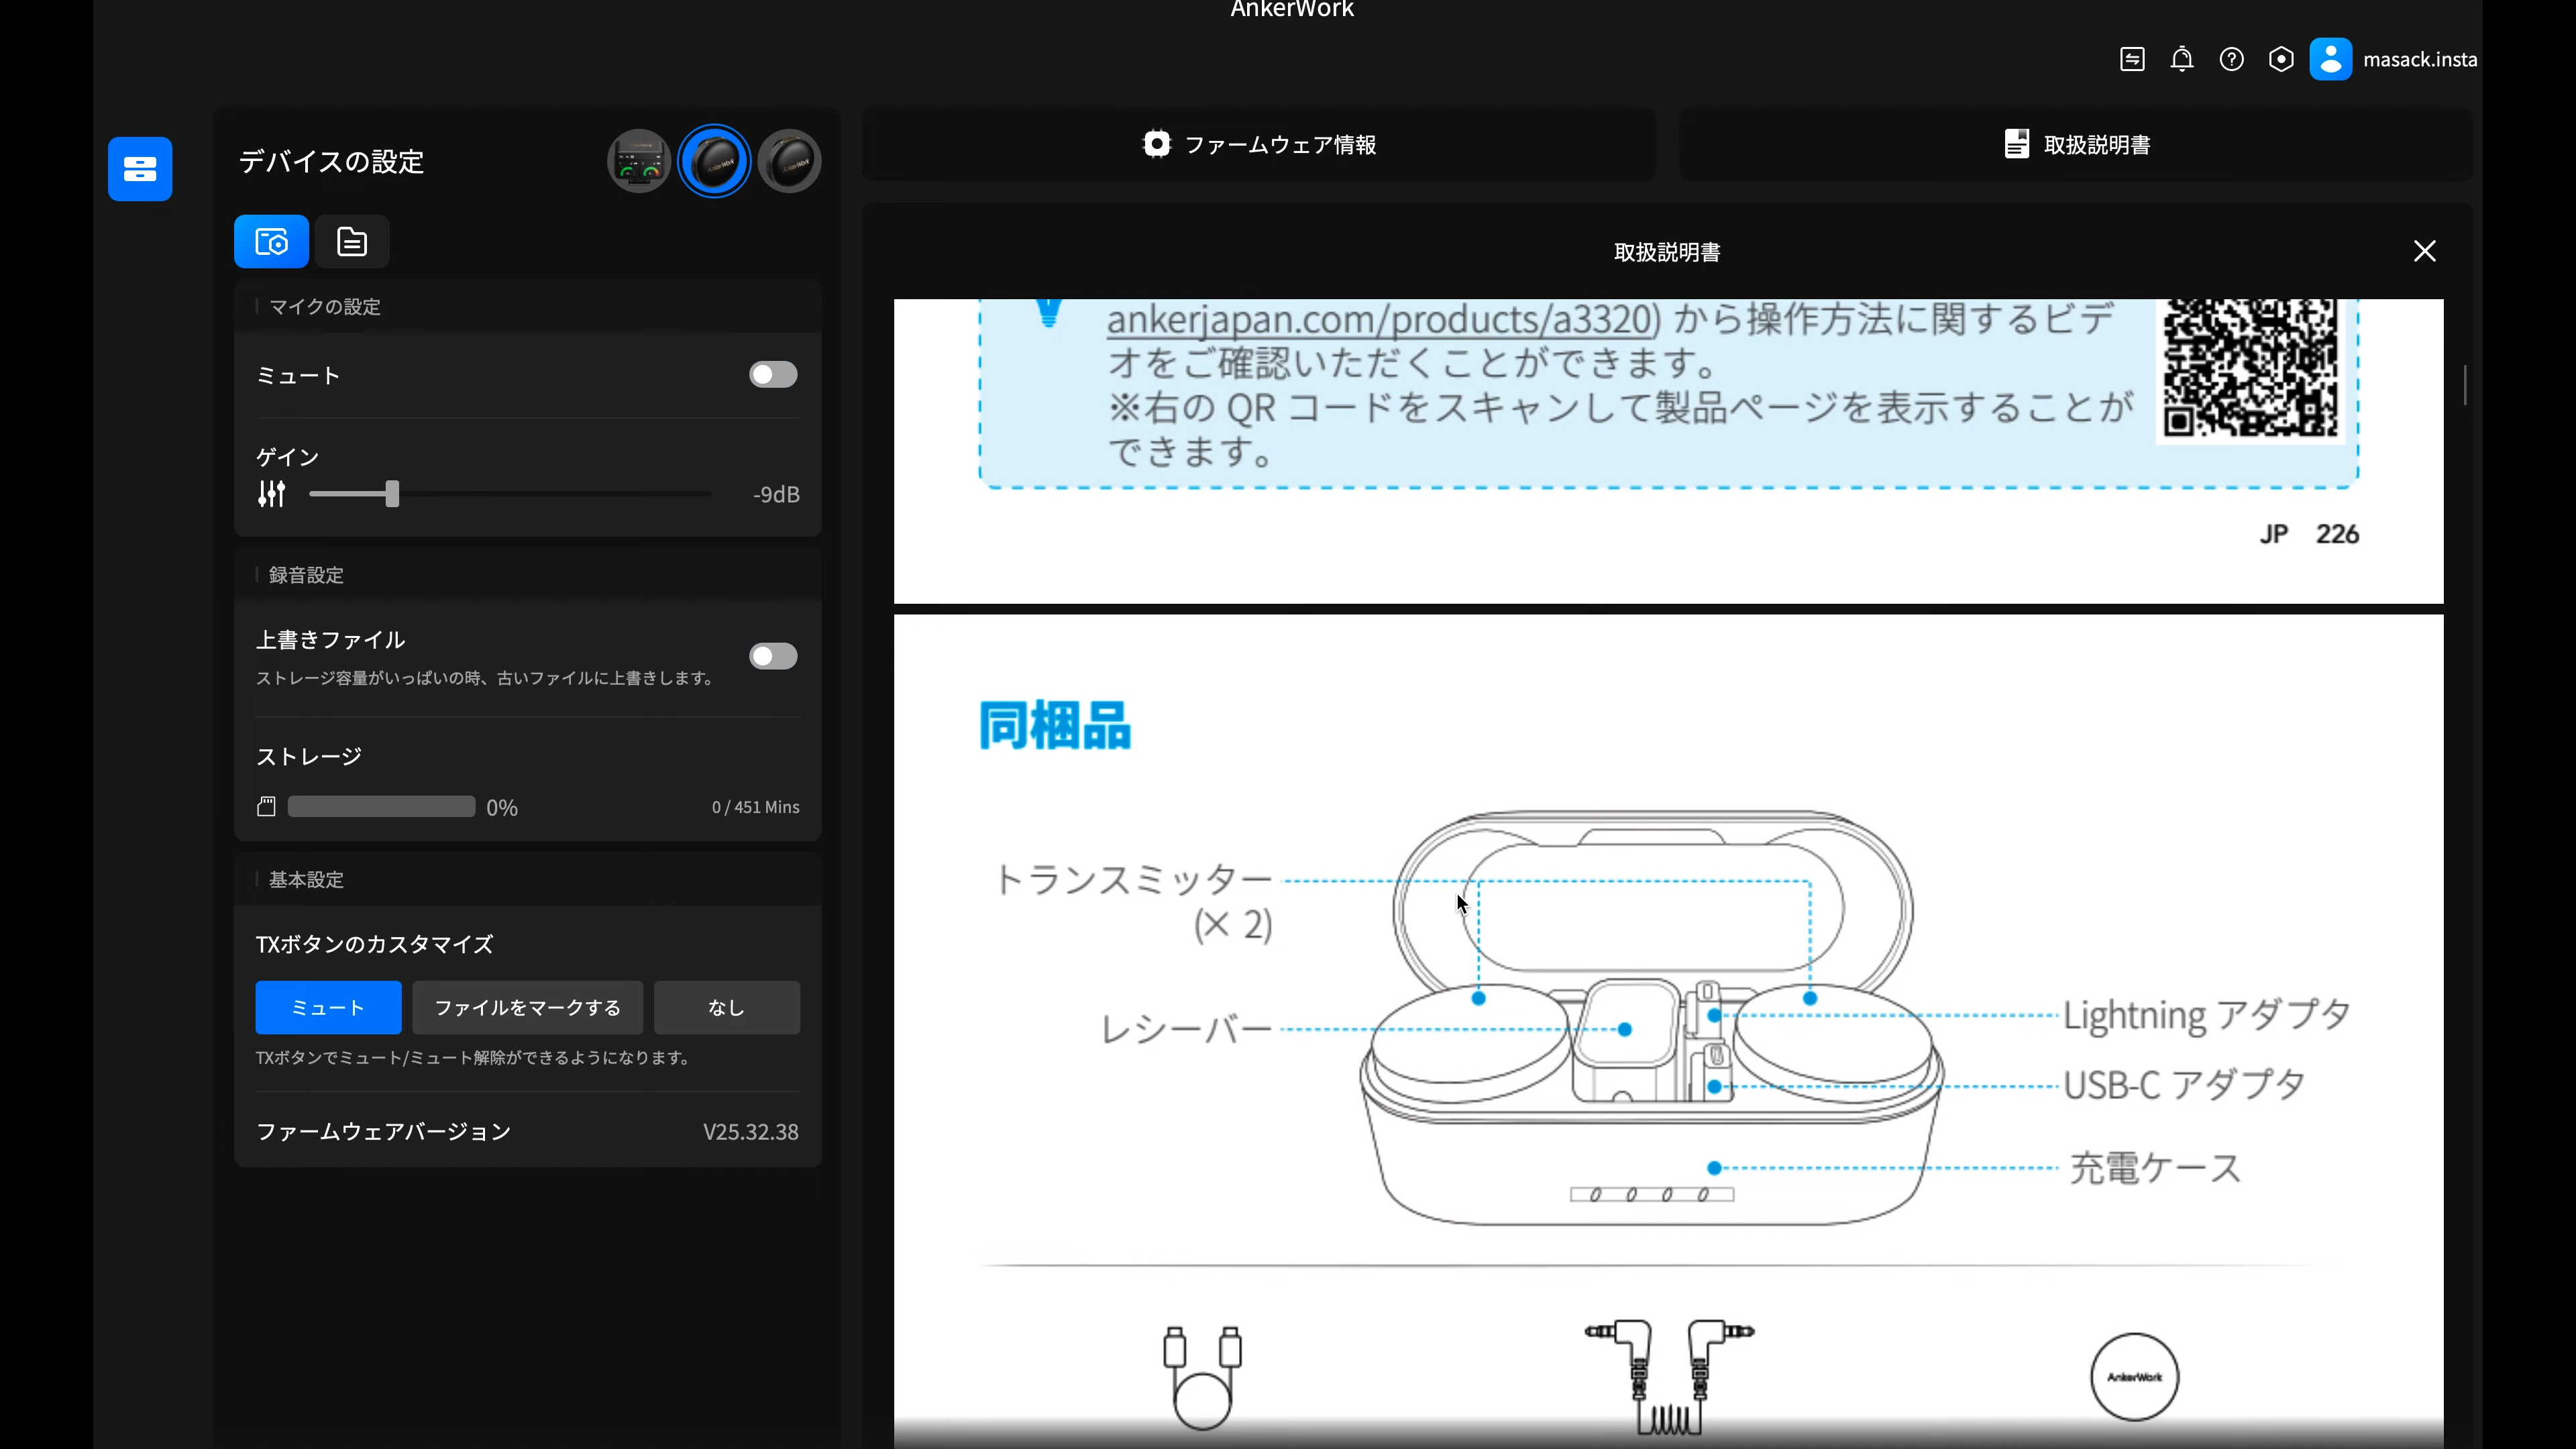 AnkerWork
masack.insta
デバイスの設定
ファームウェア情報
取扱説明書
マイクの設定
ミュート
ゲイン
-9dB
録音設定
上書きファイル
ストレージ容量がいっぱいの時、古いファイルに上書きします。
ストレージ
0%
0 / 451 Mins
基本設定
TXボタンのカスタマイズ
ミュート
ファイルをマークする
なし
TXボタンでミュート/ミュート解除ができるようになります。
ファームウェアバージョン
V25.32.38
取扱説明書
ankerjapan.com/products/a3320) から操作方法に関するビデ
オをご確認いただくことができます。
※右の QR コードをスキャンして製品ページを表示することが
できます。
JP 226
同梱品
トランスミッター
(× 2)
レシーバー
Lightning アダプタ
USB-C アダプタ
充電ケース
AnkerWork